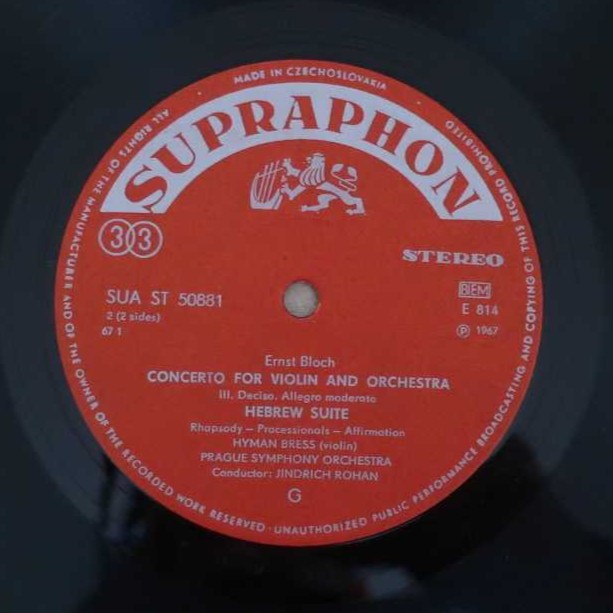 MADE IN CZECHOSLOVAKIA
ALL RIGHTS OF THE MANUFACTURER AND OF THE OWNER OF THE RECORDED WORK RESERVED · UNAUTHORIZED PUBLIC PERFORMANCE BROADCASTING AND COPYING OF THIS RECORD PROHIBITED
SUPRAPHON
33
STEREO
SUA ST 50881
BIEM
2 (2 sides)
E 814
67 1
Ⓟ 1967
Ernst Bloch
CONCERTO FOR VIOLIN AND ORCHESTRA
III. Deciso. Allegro moderato
HEBREW SUITE
Rhapsody — Processionals — Affirmation
HYMAN BRESS (violin)
PRAGUE SYMPHONY ORCHESTRA
Conductor: JINDRICH ROHAN
G